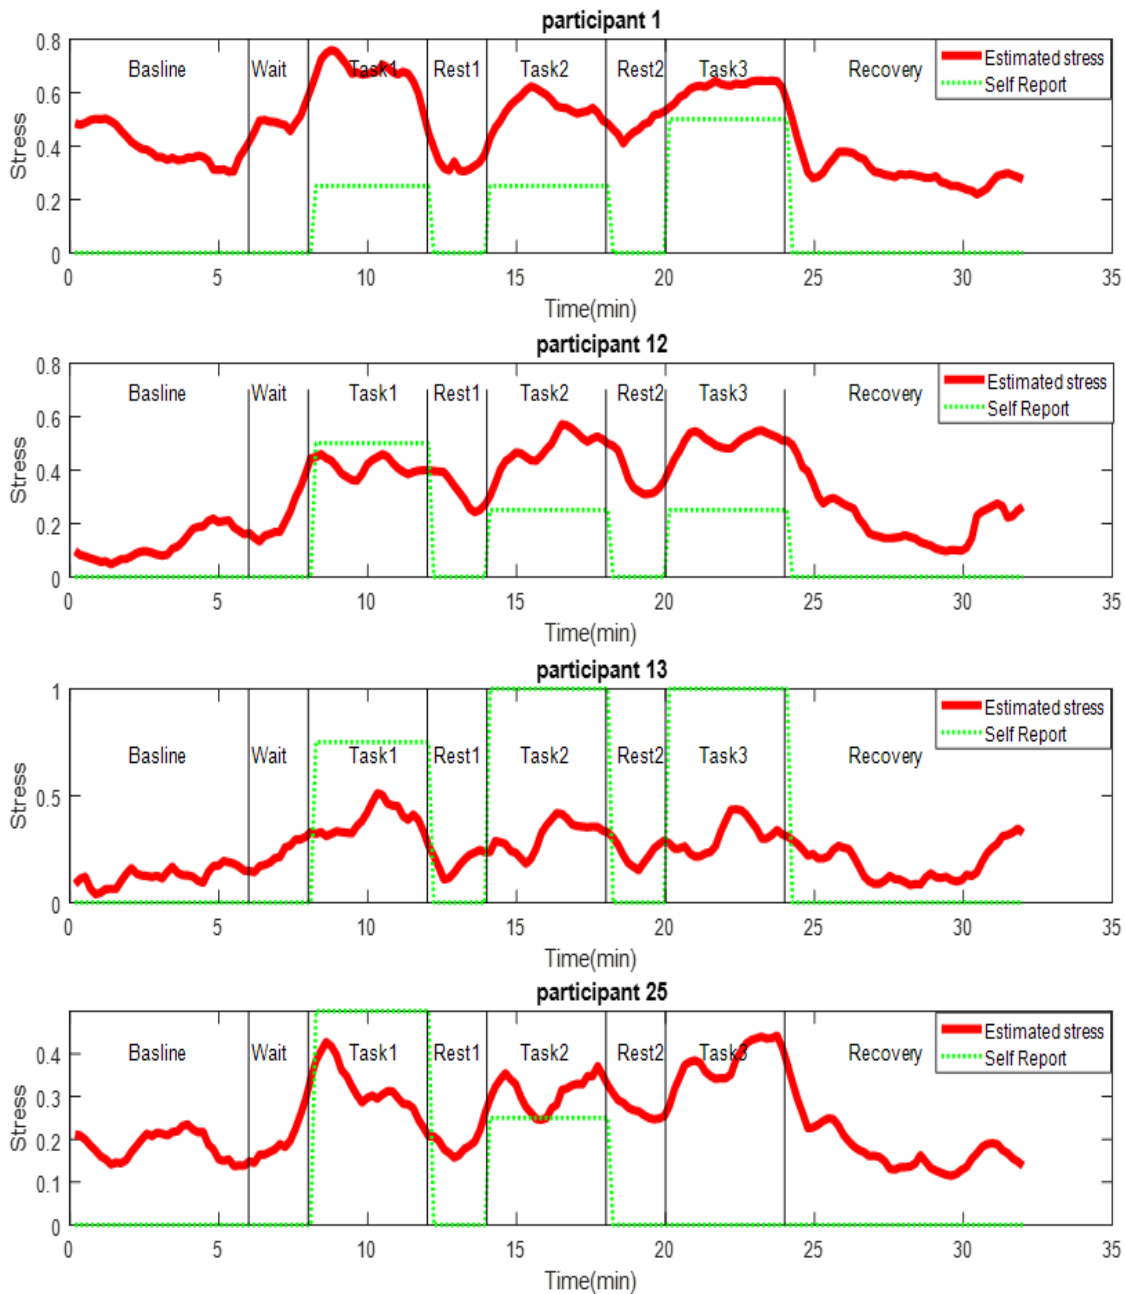 participant 1
0.8
Basline Wait Task1 Rest1 Task2 Rest2 Task3 Recovery
Estimated stress
Self Report
0.6
0.4
0.2
0
Stress
0 5 10 15 20 25 30 35
Time(min)
participant 12
0.8
Basline Wait Task1 Rest1 Task2 Rest2 Task3 Recovery
Estimated stress
Self Report
0.6
0.4
0.2
0
Stress
0 5 10 15 20 25 30 35
Time(min)
participant 13
1
Estimated stress
Self Report
Basline Wait Task1 Rest1 Task2 Rest2 Task3 Recovery
0.5
0
Stress
0 5 10 15 20 25 30 35
Time(min)
participant 25
Estimated stress
Self Report
Basline Wait Task1 Rest1 Task2 Rest2 Task3 Recovery
0.4
0.3
0.2
0.1
0
Stress
0 5 10 15 20 25 30 35
Time(min)